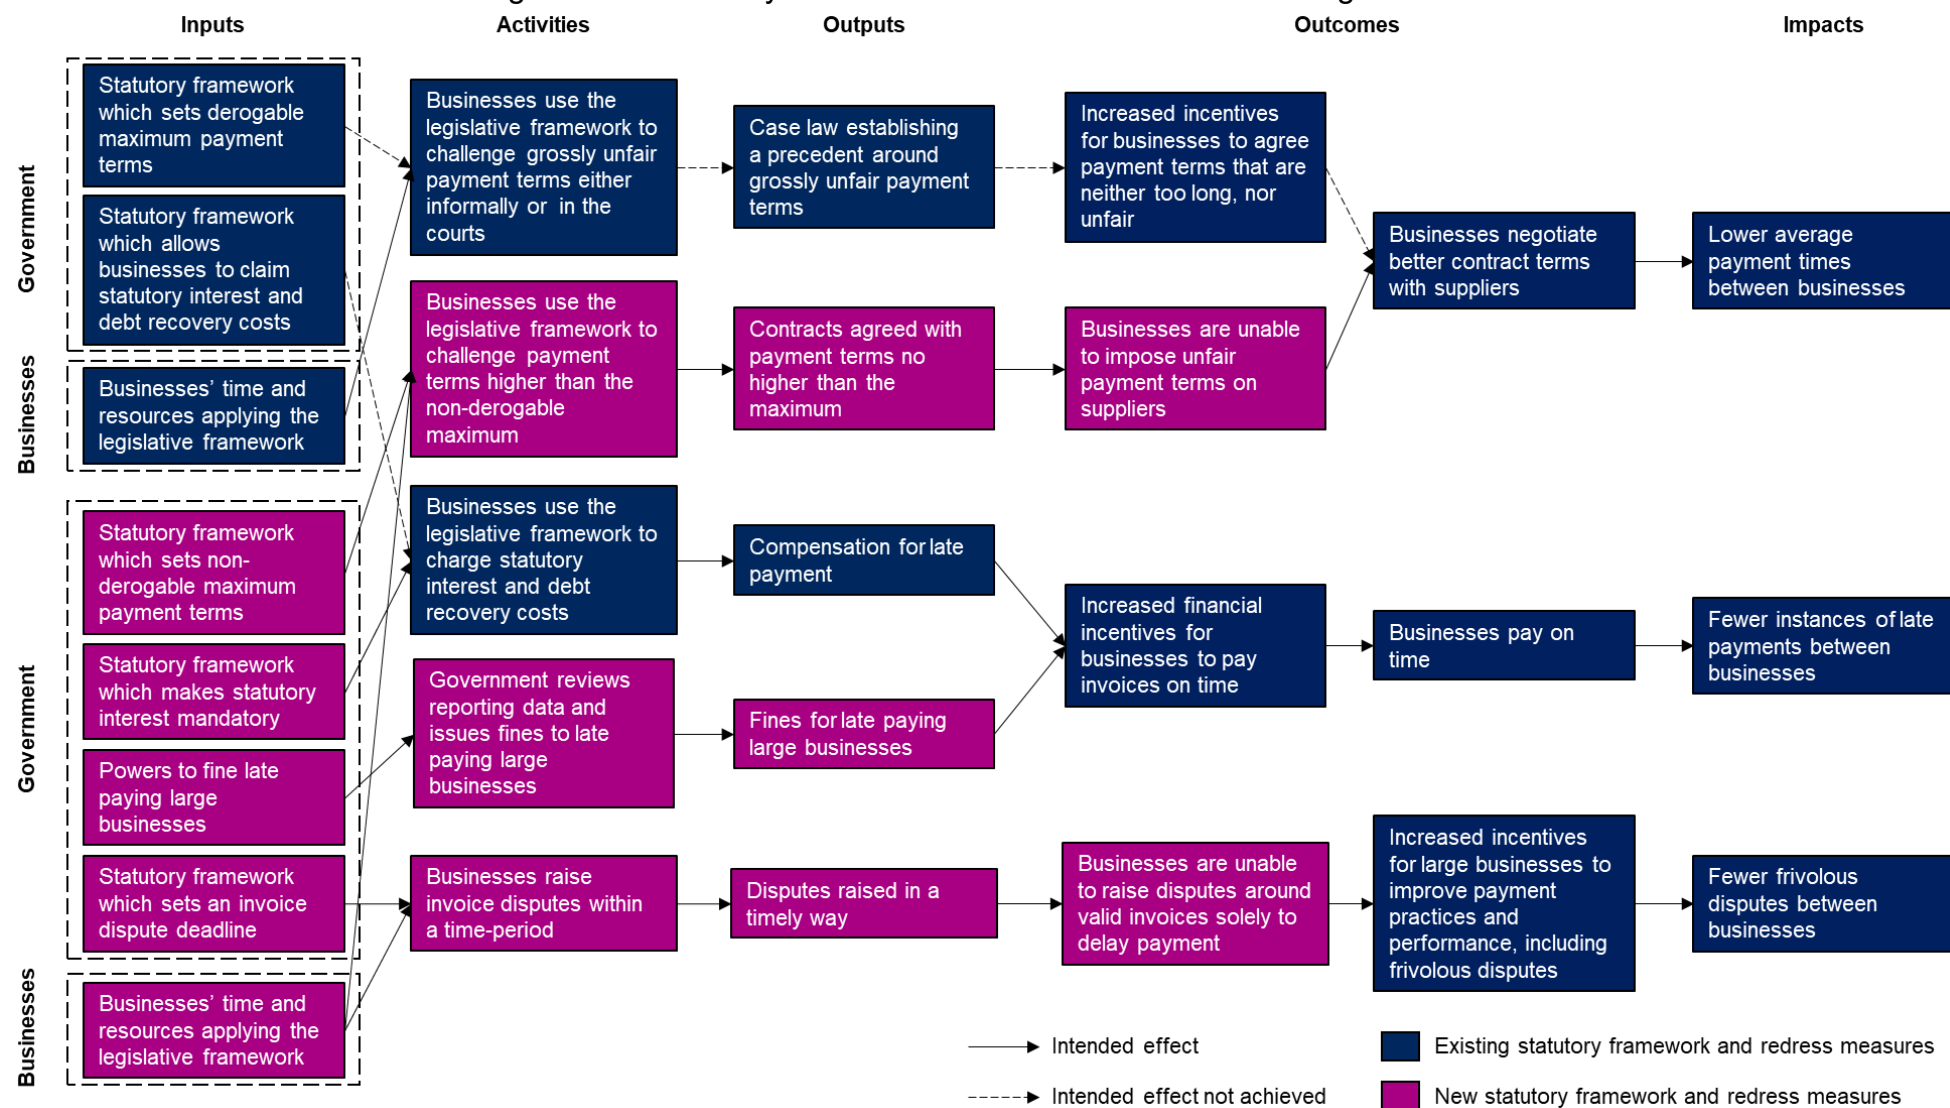 Inputs
Activities
Outputs
Outcomes
Impacts
Government
Statutory framework
which sets derogable
maximum payment
terms
Statutory framework
which allows
businesses to claim
statutory interest and
debt recovery costs
Businesses
Businesses' time and
resources applying the
legislative framework
Government
Statutory framework
which sets non-
derogable maximum
payment terms
Statutory framework
which makes statutory
interest mandatory
Powers to fine late
paying large
businesses
Statutory framework
which sets an invoice
dispute deadline
Businesses
Businesses' time and
resources applying the
legislative framework
Businesses use the
legislative framework to
challenge grossly unfair
payment terms either
informally or in the
courts
Businesses use the
legislative framework to
challenge payment
terms higher than the
non-derogable
maximum
Businesses use the
legislative framework to
charge statutory
interest and debt
recovery costs
Government reviews
reporting data and
issues fines to late
paying large
businesses
Businesses raise
invoice disputes within
a time-period
Case law establishing
a precedent around
grossly unfair payment
terms
Contracts agreed with
payment terms no
higher than the
maximum
Compensation for late
payment
Fines for late paying
large businesses
Disputes raised in a
timely way
Increased incentives
for businesses to agree
payment terms that are
neither too long, nor
unfair
Businesses are unable
to impose unfair
payment terms on
suppliers
Increased financial
incentives for
businesses to pay
invoices on time
Businesses are unable
to raise disputes around
valid invoices solely to
delay payment
Businesses negotiate
better contract terms
with suppliers
Businesses pay on
time
Increased incentives
for large businesses to
improve payment
practices and
performance, including
frivolous disputes
Lower average
payment times
between businesses
Fewer instances of late
payments between
businesses
Fewer frivolous
disputes between
businesses
Intended effect
Intended effect not achieved
Existing statutory framework and redress measures
New statutory framework and redress measures